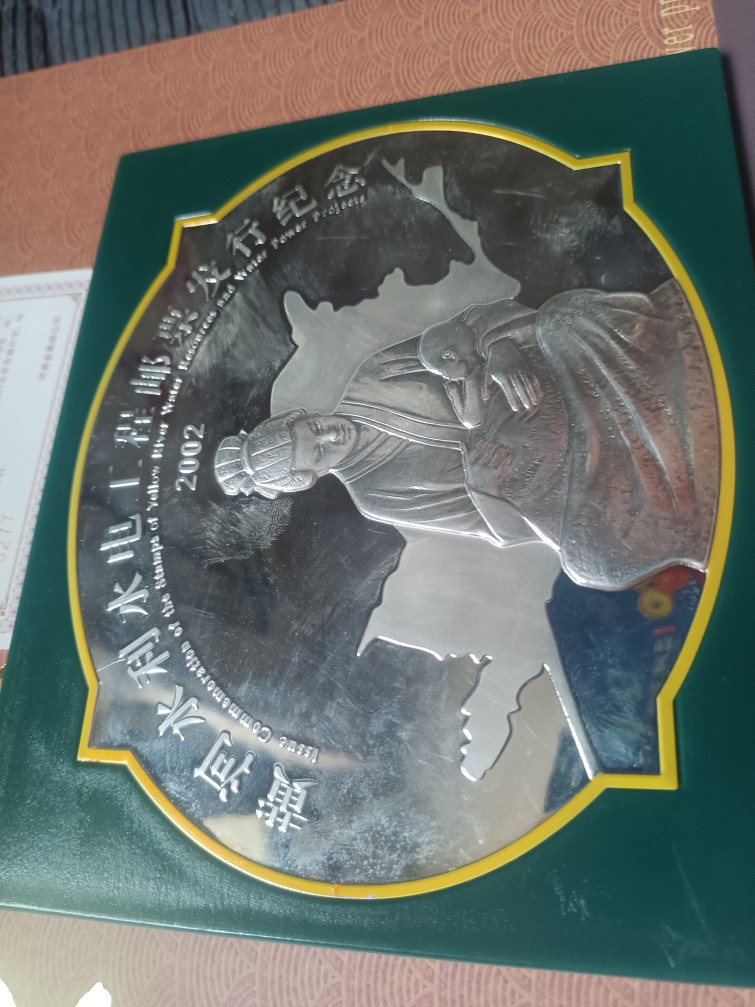 黄河水利水电工程邮票发行纪念
Issue Commemoration of the Stamps of Yellow River Water Resources and Water Power Projects
2002
0211